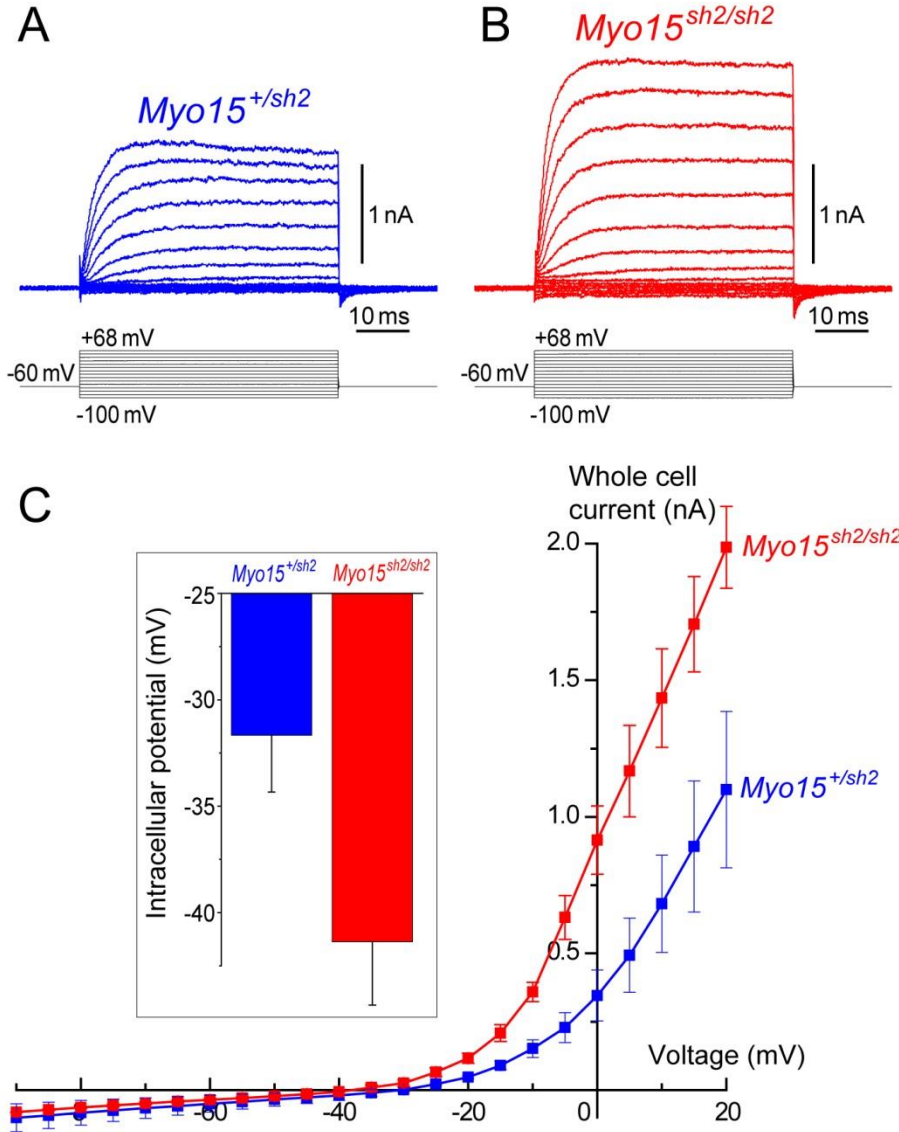 A
Myo15+/sh2
1 nA
10 ms
+68 mV
-60 mV
-100 mV
B
Myo15sh2/sh2
1 nA
10 ms
+68 mV
-60 mV
-100 mV
C
Whole cell
current (nA)
2.0
Myo15sh2/sh2
1.5
1.0
Myo15+/sh2
0.5
Voltage (mV)
-60
-40
-20
0
20
Myo15+/sh2
Myo15sh2/sh2
Intracellular potential (mV)
-25
-30
-35
-40